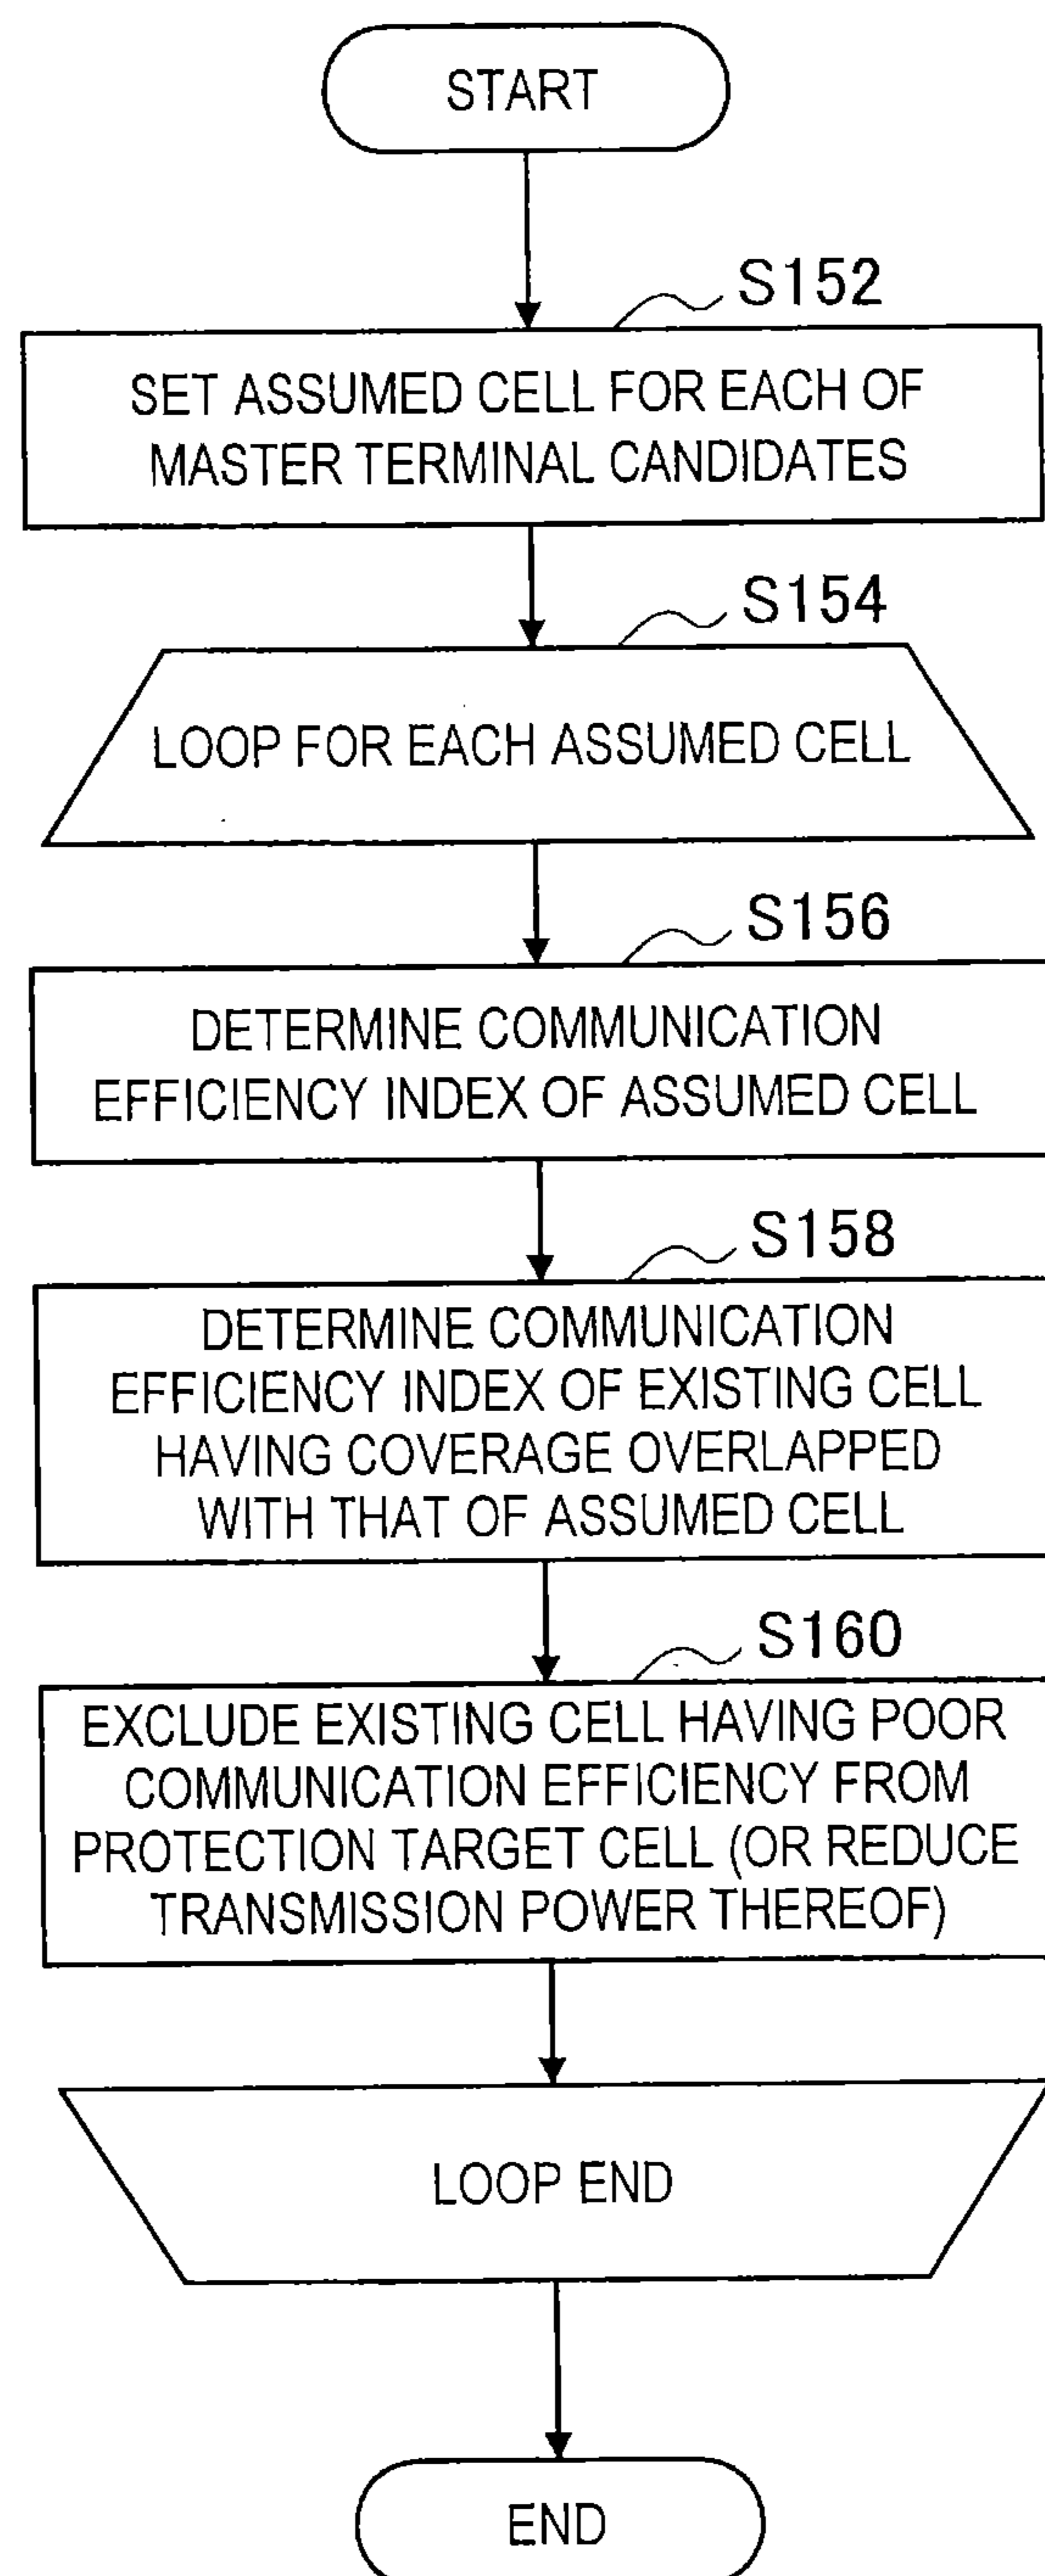 START
S152
SET ASSUMED CELL FOR EACH OF
MASTER TERMINAL CANDIDATES
S154
LOOP FOR EACH ASSUMED CELL
S156
DETERMINE COMMUNICATION
EFFICIENCY INDEX OF ASSUMED CELL
S158
DETERMINE COMMUNICATION
EFFICIENCY INDEX OF EXISTING CELL
HAVING COVERAGE OVERLAPPED
WITH THAT OF ASSUMED CELL
S160
EXCLUDE EXISTING CELL HAVING POOR
COMMUNICATION EFFICIENCY FROM
PROTECTION TARGET CELL (OR REDUCE
TRANSMISSION POWER THEREOF)
LOOP END
END